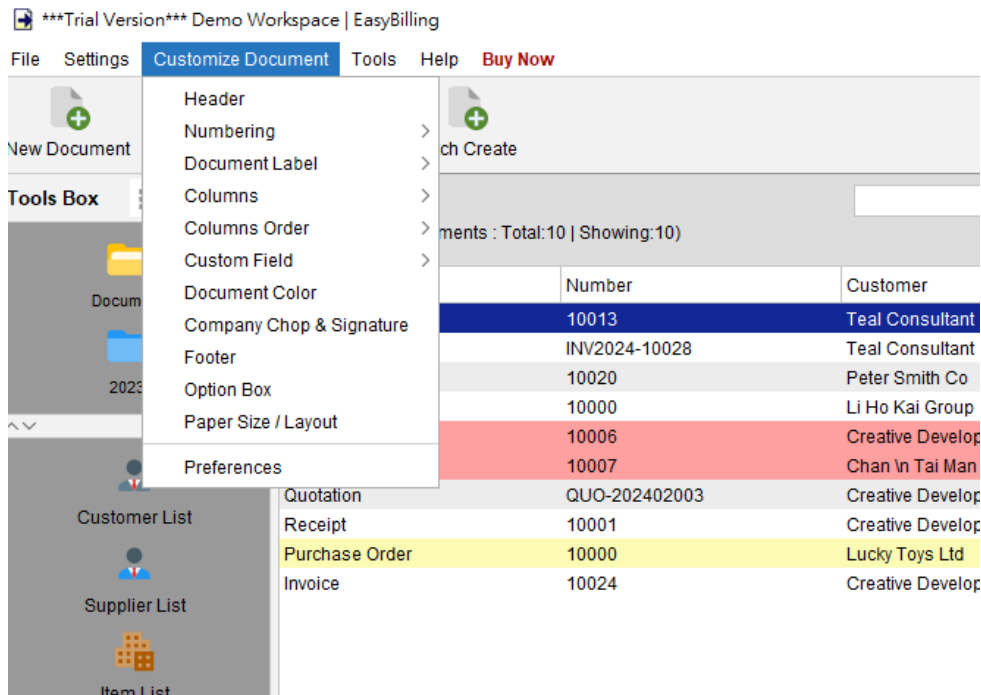 ***Trial Version*** Demo Workspace | EasyBilling
File Settings Customize Document Tools Help Buy Now
Header
Numbering
Document Label
Columns
Columns Order
Custom Field
Document Color
Company Chop & Signature
Footer
Option Box
Paper Size / Layout
Preferences
New Document
ch Create
Tools Box
ments : Total:10 | Showing:10)
Docum
2023
Customer List
Supplier List
Item List
Number Customer
10013 Teal Consultant
INV2024-10028 Teal Consultant
10020 Peter Smith Co
10000 Li Ho Kai Group
10006 Creative Develop
10007 Chan \n Tai Man
Quotation QUO-202402003 Creative Develop
Receipt 10001 Creative Develop
Purchase Order 10000 Lucky Toys Ltd
Invoice 10024 Creative Develop